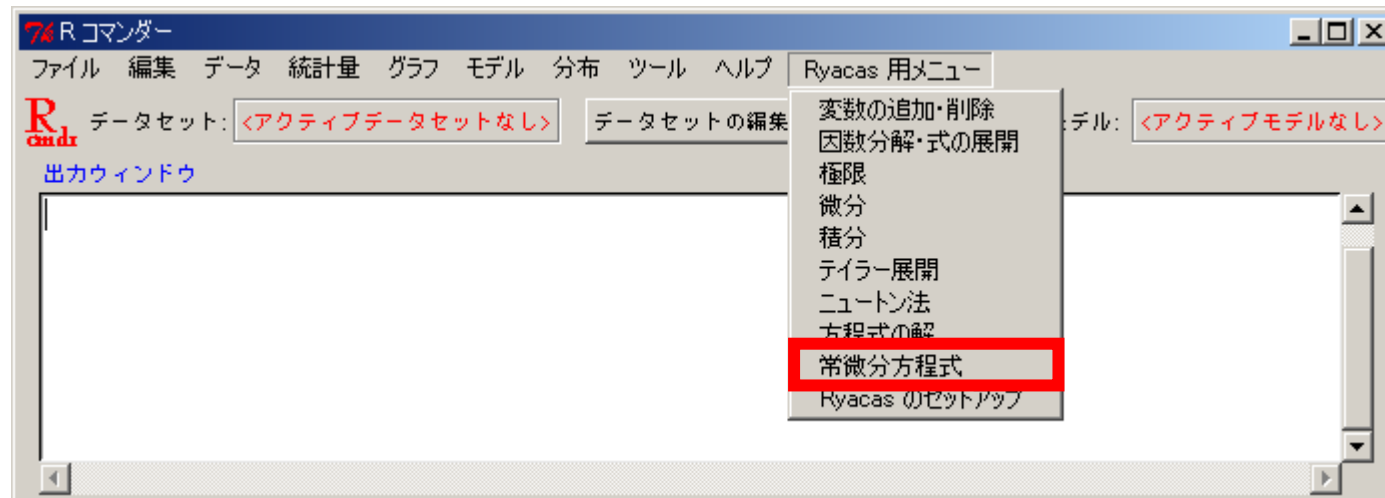 R コマンダー
ファイル 編集 データ 統計量 グラフ モデル 分布 ツール ヘルプ Ryacas 用メニュー
R cmdr データセット: <アクティブデータセットなし> データセットの編集 デル: <アクティブモデルなし>
変数の追加・削除
因数分解・式の展開
出力ウィンドウ
極限
微分
積分
テイラー展開
ニュートン法
方程式の解
常微分方程式
Ryacas のセットアップ